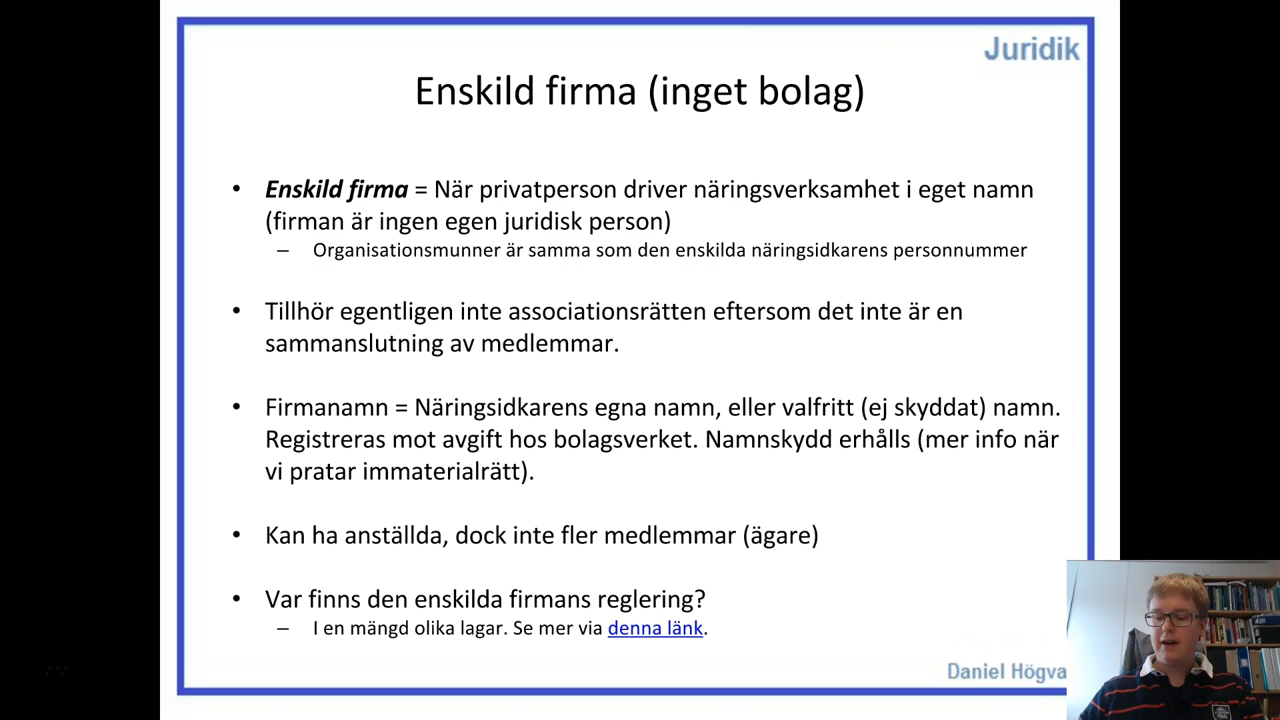 Juridik
Enskild firma (inget bolag)
• Enskild firma = När privatperson driver näringsverksamhet i eget namn
(firman är ingen egen juridisk person)
– Organisationsmunner är samma som den enskilda näringsidkarens personnummer
• Tillhör egentligen inte associationsrätten eftersom det inte är en
sammanslutning av medlemmar.
• Firmanamn = Näringsidkarens egna namn, eller valfritt (ej skyddat) namn.
Registreras mot avgift hos bolagsverket. Namnskydd erhålls (mer info när
vi pratar immaterialrätt).
• Kan ha anställda, dock inte fler medlemmar (ägare)
• Var finns den enskilda firmans reglering?
– I en mängd olika lagar. Se mer via denna länk.
Daniel Högva